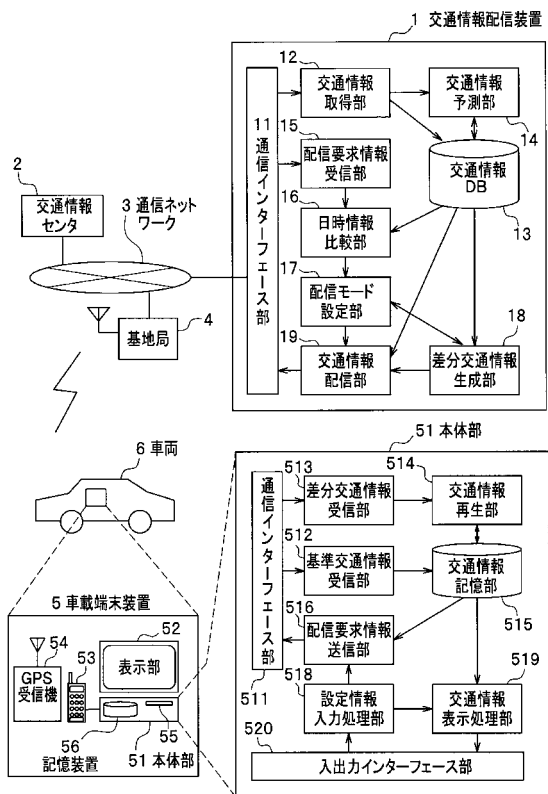 1 交通情報配信装置
12
交通情報
取得部
交通情報
予測部
14
11 通信インターフェース部
15
配信要求情報
受信部
交通情報
DB
13
16
日時情報
比較部
17
配信モード
設定部
18
19
交通情報
配信部
差分交通情報
生成部
2
交通情報
センタ
3 通信ネット
ワーク
基地局
4
6 車両
5 車載端末装置
54
GPS
受信機
53
52
表示部
56
記憶装置
55
51 本体部
51 本体部
通信インターフェース部
511
513
差分交通情報
受信部
514
交通情報
再生部
512
基準交通情報
受信部
交通情報
記憶部
515
516
配信要求情報
送信部
518
設定情報
入力処理部
519
交通情報
表示処理部
520
入出力インターフェース部